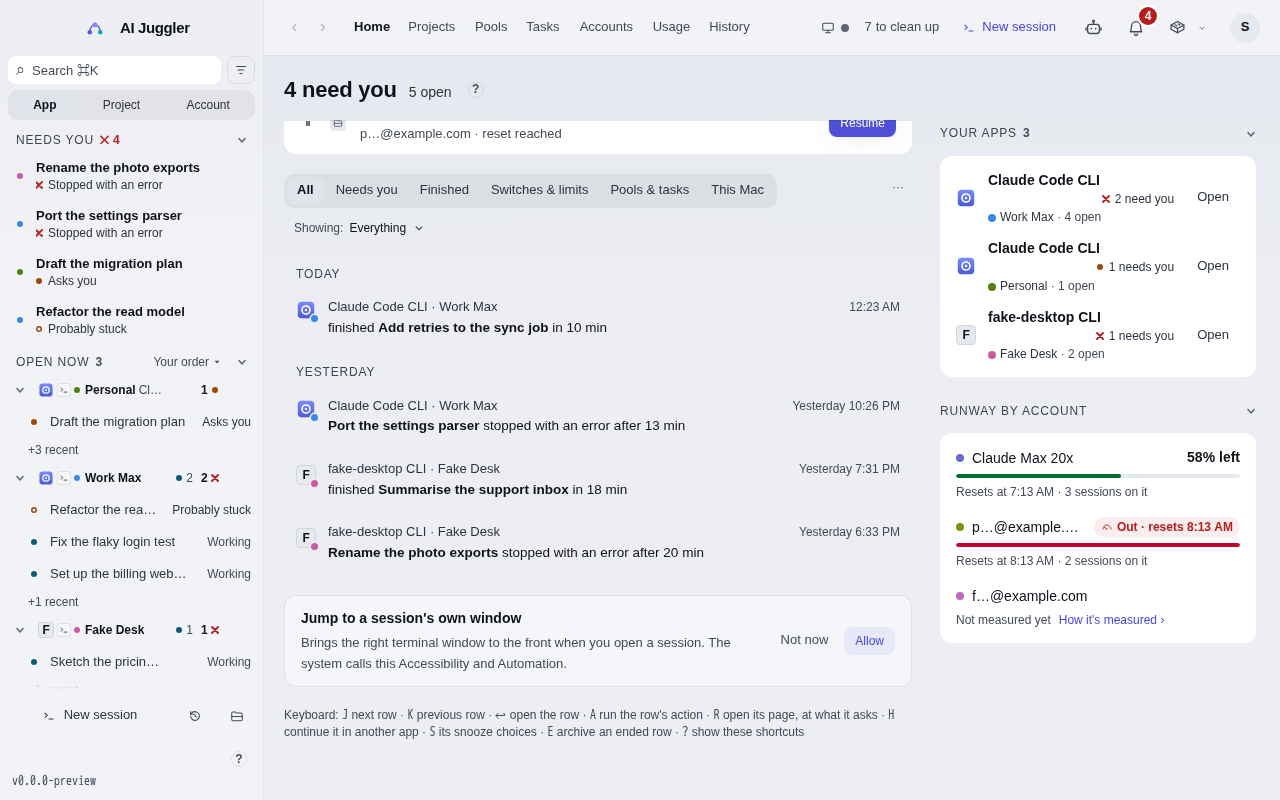 AI Juggler
Search ⌘K
App Project Account
NEEDS YOU 4
Rename the photo exports
Stopped with an error
Port the settings parser
Stopped with an error
Draft the migration plan
Asks you
Refactor the read model
Probably stuck
OPEN NOW 3 Your order
Personal Cl… 1
Draft the migration plan Asks you
+3 recent
Work Max 2 2
Refactor the rea… Probably stuck
Fix the flaky login test Working
Set up the billing web… Working
+1 recent
F Fake Desk 1 1
Sketch the pricin… Working
New session
?
v0.0.0-preview
Home Projects Pools Tasks Accounts Usage History
7 to clean up New session 4 S
4 need you 5 open ?
p…@example.com · reset reached Resume
All Needs you Finished Switches & limits Pools & tasks This Mac ···
Showing: Everything
TODAY
Claude Code CLI · Work Max 12:23 AM
finished Add retries to the sync job in 10 min
YESTERDAY
Claude Code CLI · Work Max Yesterday 10:26 PM
Port the settings parser stopped with an error after 13 min
F fake-desktop CLI · Fake Desk Yesterday 7:31 PM
finished Summarise the support inbox in 18 min
F fake-desktop CLI · Fake Desk Yesterday 6:33 PM
Rename the photo exports stopped with an error after 20 min
Jump to a session's own window
Brings the right terminal window to the front when you open a session. The
system calls this Accessibility and Automation.
Not now Allow
Keyboard: J next row · K previous row · ↩ open the row · A run the row's action · R open its page, at what it asks · H
continue it in another app · S its snooze choices · E archive an ended row · ? show these shortcuts
YOUR APPS 3
Claude Code CLI
2 need you Open
Work Max · 4 open
Claude Code CLI
1 needs you Open
Personal · 1 open
fake-desktop CLI
F 1 needs you Open
Fake Desk · 2 open
RUNWAY BY ACCOUNT
Claude Max 20x 58% left
Resets at 7:13 AM · 3 sessions on it
p…@example.… Out · resets 8:13 AM
Resets at 8:13 AM · 2 sessions on it
f…@example.com
Not measured yet How it's measured ›